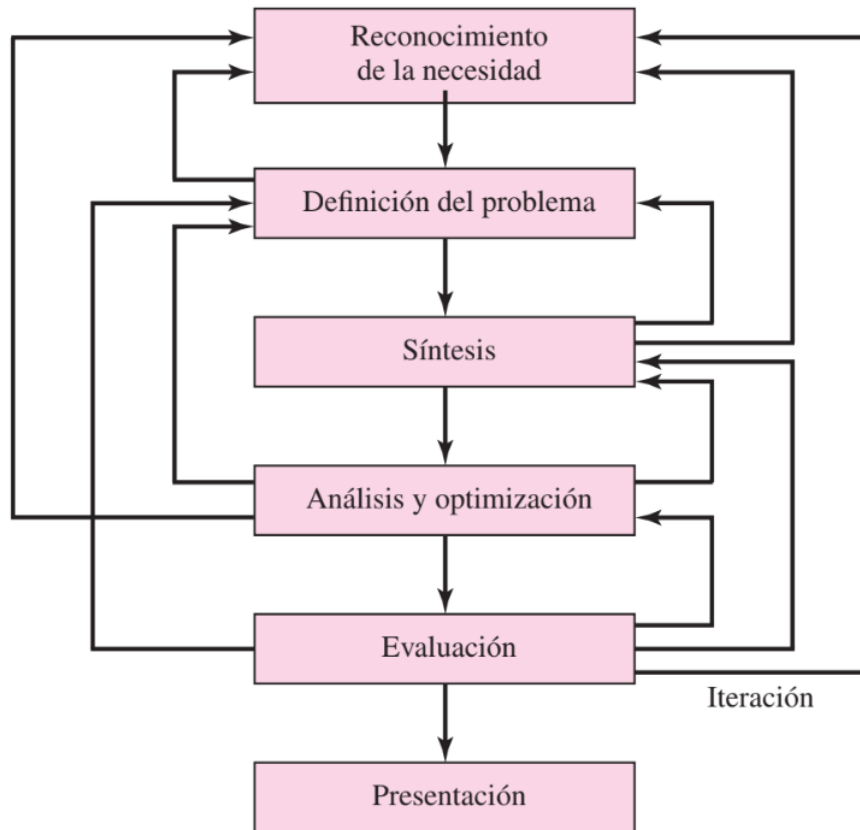 Reconocimiento
de la necesidad
Definición del problema
Síntesis
Análisis y optimización
Evaluación
Iteración
Presentación